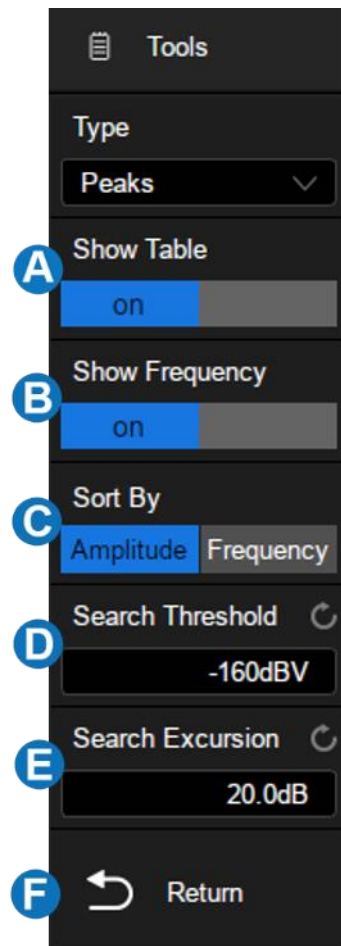 Tools
Type
Peaks
Show Table
A
on
Show Frequency
B
on
Sort By
C
Amplitude Frequency
Search Threshold
D
-160dBV
Search Excursion
E
20.0dB
F
Return